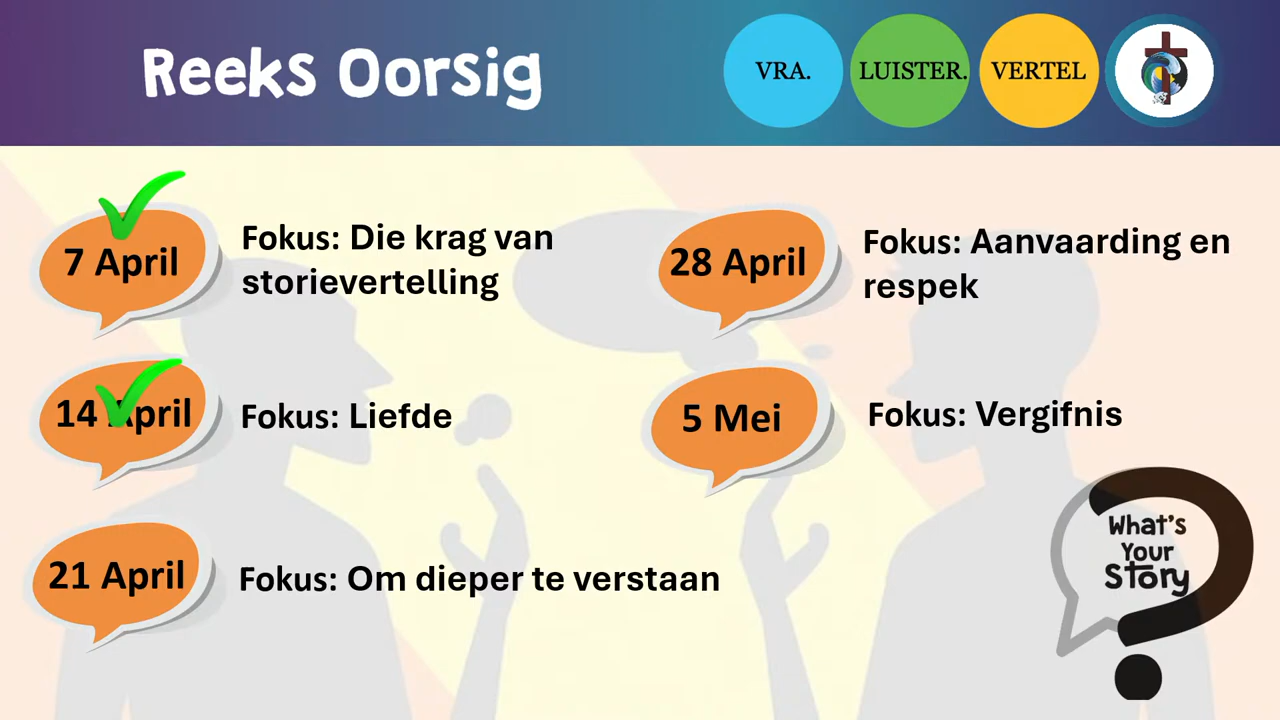 Reeks Oorsig
VRA.
LUISTER.
VERTEL
7 April
Fokus: Die krag van
storievertelling
14 April
Fokus: Liefde
21 April
Fokus: Om dieper te verstaan
28 April
Fokus: Aanvaarding en
respek
5 Mei
Fokus: Vergifnis
What's
Your
Story